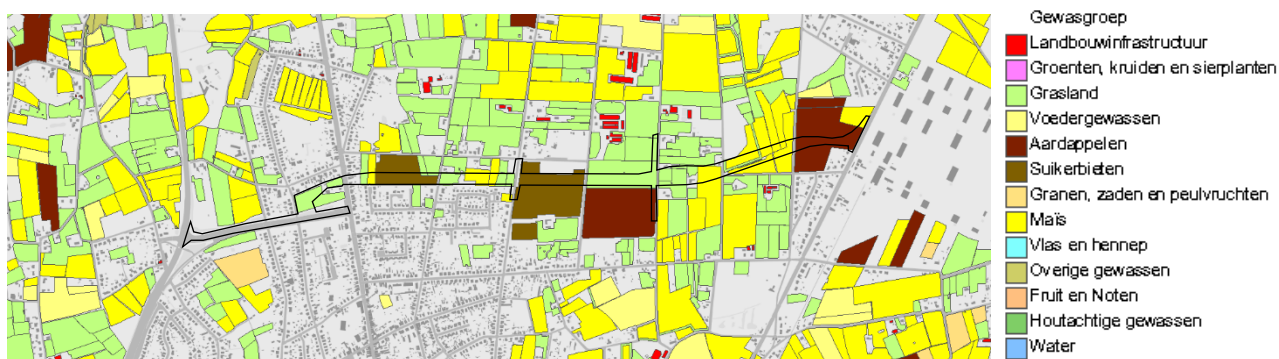 Gewasgroep
Landbouwinfrastructuur
Groenten, kruiden en sierplanten
Grasland
Voedergewassen
Aardappelen
Suikerbieten
Granen, zaden en peulvruchten
Maïs
Vlas en hennep
Overige gewassen
Fruit en Noten
Houtachtige gewassen
Water